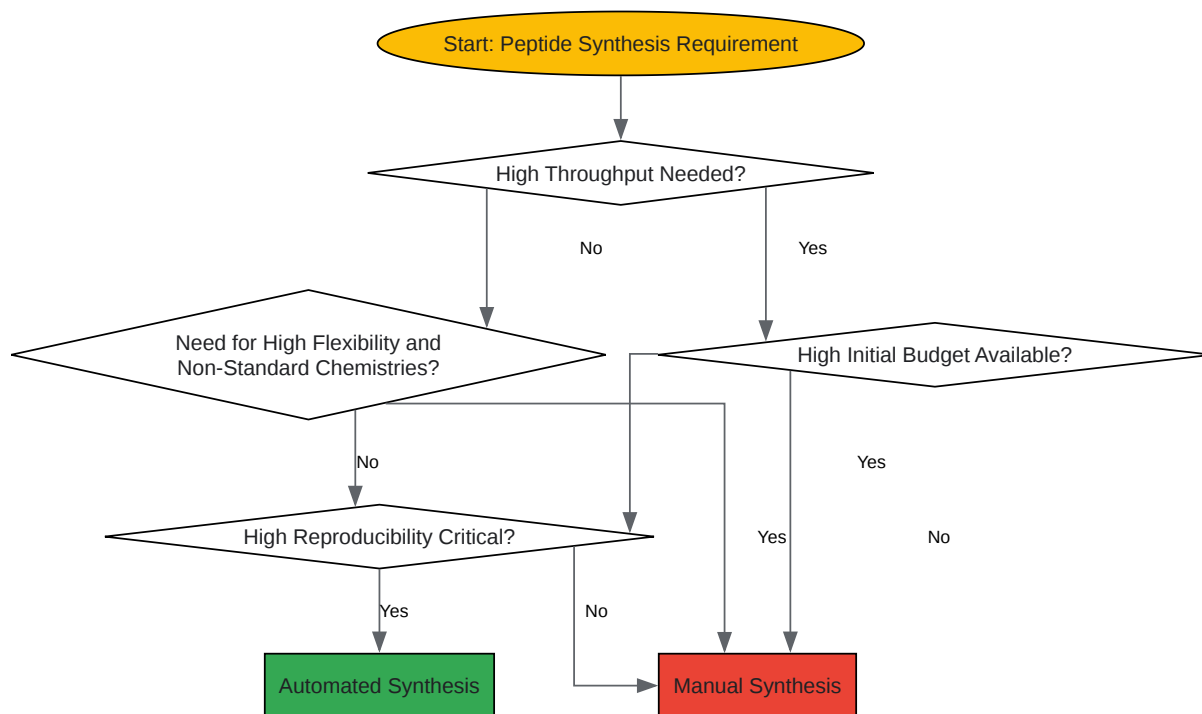 Start: Peptide Synthesis Requirement
High Throughput Needed?
No
Yes
Need for High Flexibility and
Non-Standard Chemistries?
High Initial Budget Available?
No
Yes
High Reproducibility Critical?
Yes
No
Yes
No
Automated Synthesis
Manual Synthesis